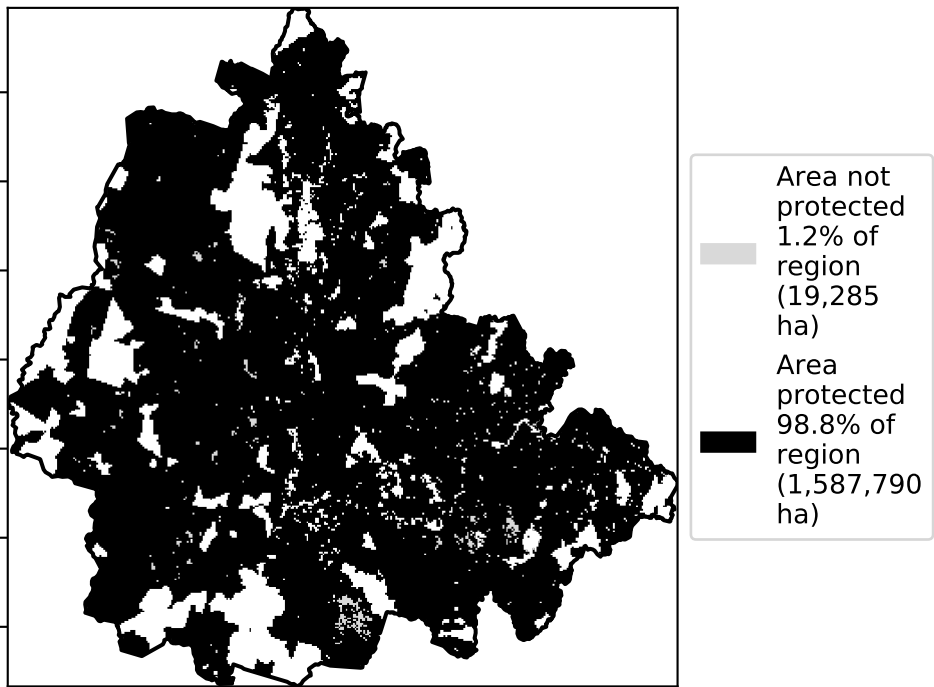 Area not
protected
1.2% of
region
(19,285
ha)
Area
protected
98.8% of
region
(1,587,790
ha)